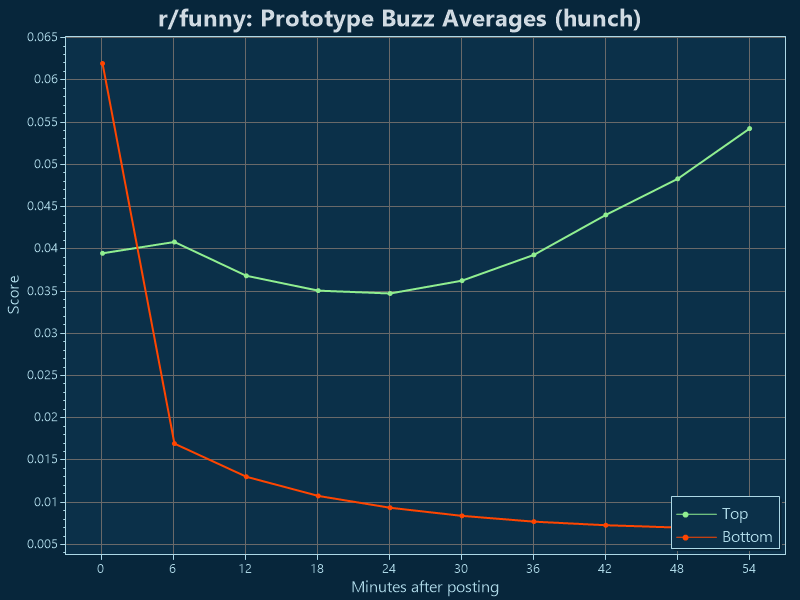 r/funny: Prototype Buzz Averages (hunch)
0.065
0.06
0.055
0.05
0.045
0.04
0.035
0.03
0.025
0.02
0.015
0.01
0.005
Score
Top
Bottom
0 6 12 18 24 30 36 42 48 54
Minutes after posting